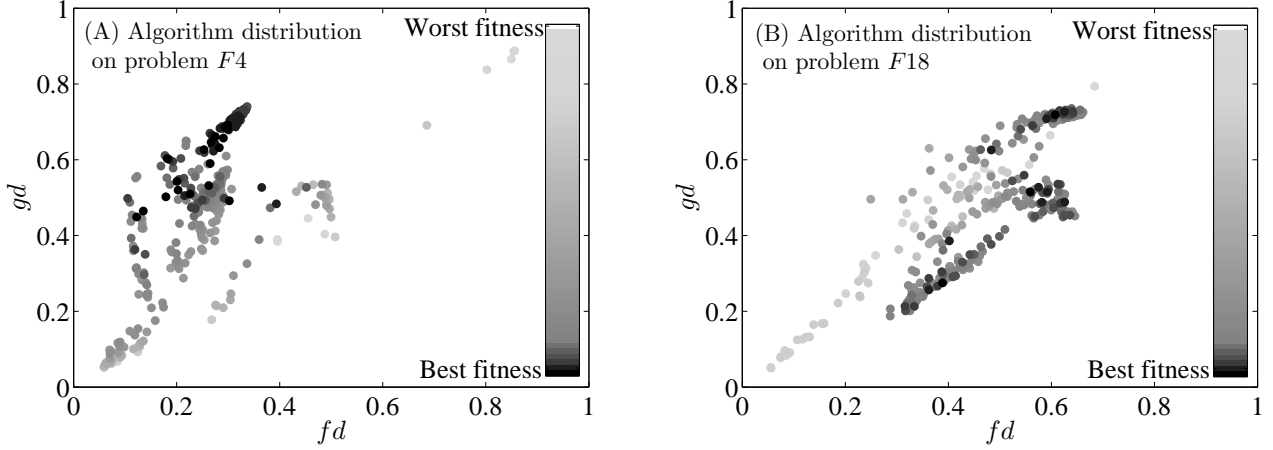 (A) Algorithm distribution
on problem F4
Worst fitness
Best fitness
1
0.8
0.6
0.4
0.2
0
gd
0
0.2
0.4
0.6
0.8
1
fd
(B) Algorithm distribution
on problem F18
Worst fitness
Best fitness
1
0.8
0.6
0.4
0.2
0
gd
0
0.2
0.4
0.6
0.8
1
fd